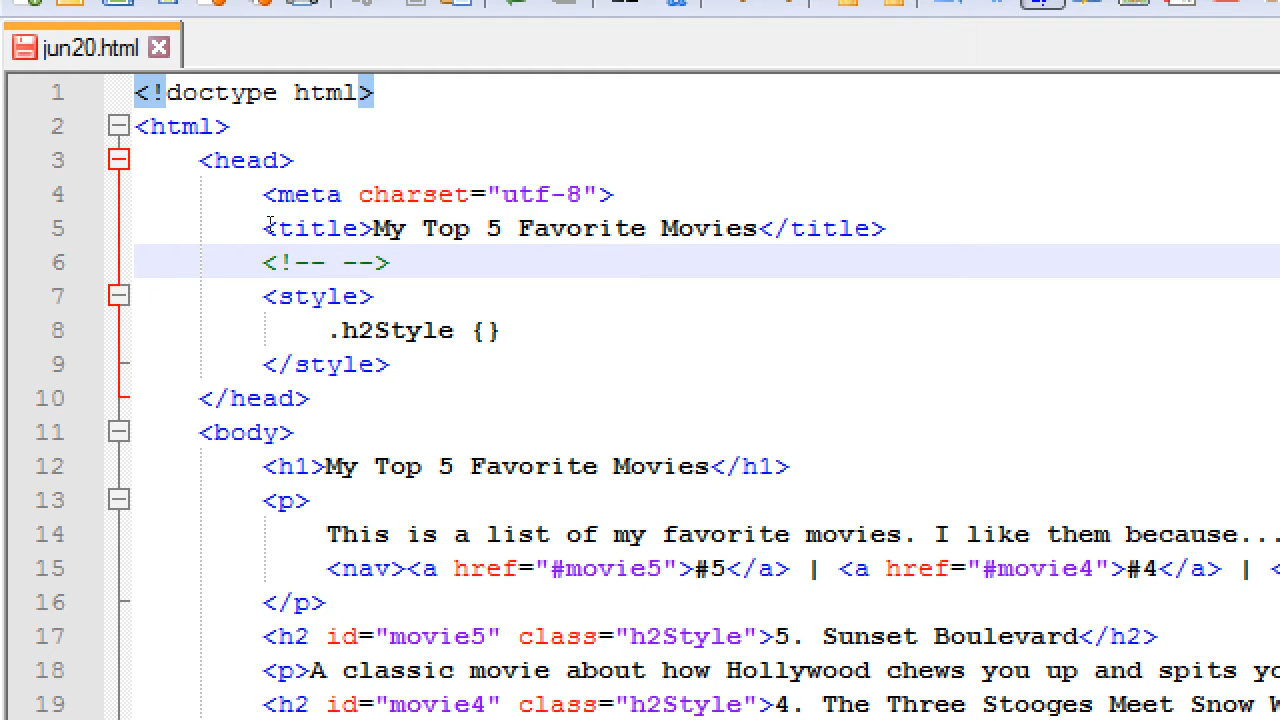 jun20.html
1 <!doctype html>
2 <html>
3 <head>
4 <meta charset="utf-8">
5 <title>My Top 5 Favorite Movies</title>
6 <!-- -->
7 <style>
8 .h2Style {}
9 </style>
10 </head>
11 <body>
12 <h1>My Top 5 Favorite Movies</h1>
13 <p>
14 This is a list of my favorite movies. I like them because...
15 <nav><a href="#movie5">#5</a> | <a href="#movie4">#4</a> | <
16 </p>
17 <h2 id="movie5" class="h2Style">5. Sunset Boulevard</h2>
18 <p>A classic movie about how Hollywood chews you up and spits
19 <h2 id="movie4" class="h2Style">4. The Three Stooges Meet Snow